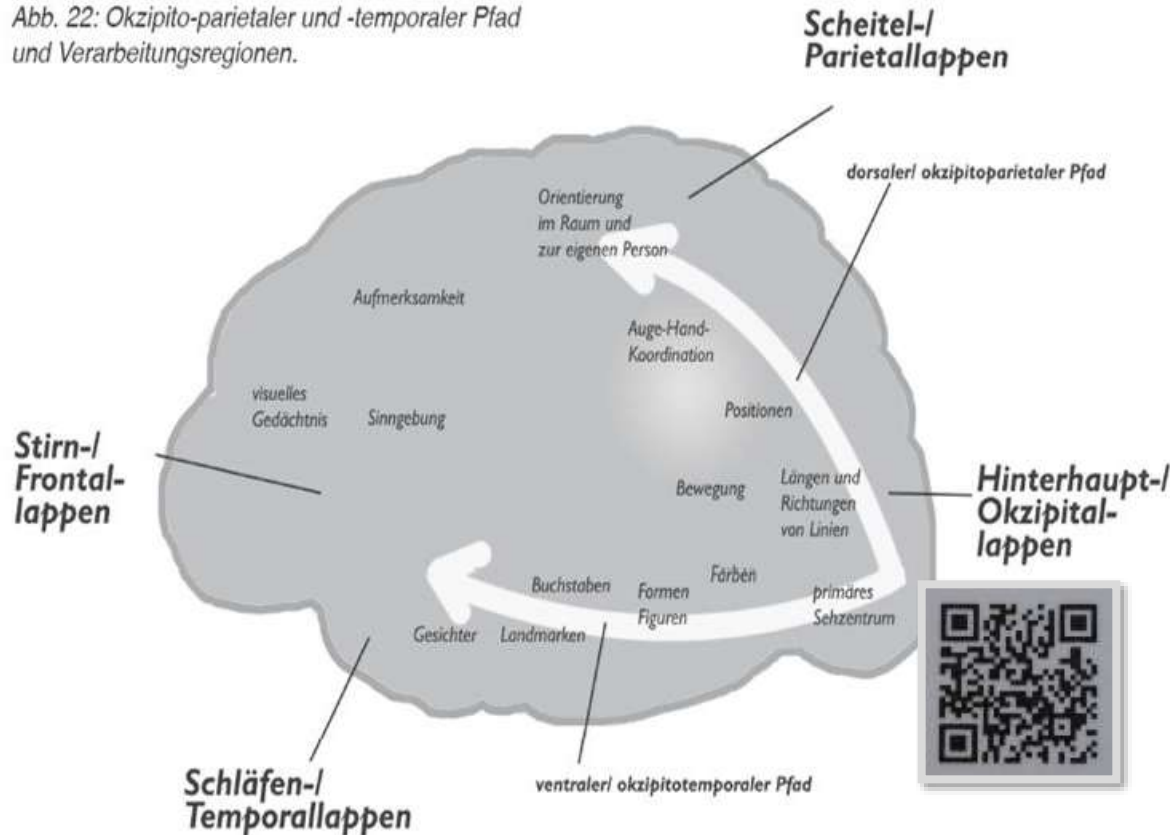 Abb. 22: Okzipito-parietaler und -temporaler Pfad
und Verarbeitungsregionen.
Scheitel-/
Parietallappen
dorsaler/ okzipitoparietaler Pfad
Orientierung
im Raum und
zur eigenen Person
Aufmerksamkeit
Auge-Hand-
Koordination
visuelles
Gedächtnis
Sinngebung
Positionen
Stirn-/
Frontal-
lappen
Bewegung
Längen und
Richtungen
von Linien
Hinterhaupt-/
Okzipital-
lappen
Buchstaben
Formen
Figuren
Farben
primäres
Sehzentrum
Gesichter
Landmarken
Schläfen-/
Temporallappen
ventraler/ okzipitotemporaler Pfad